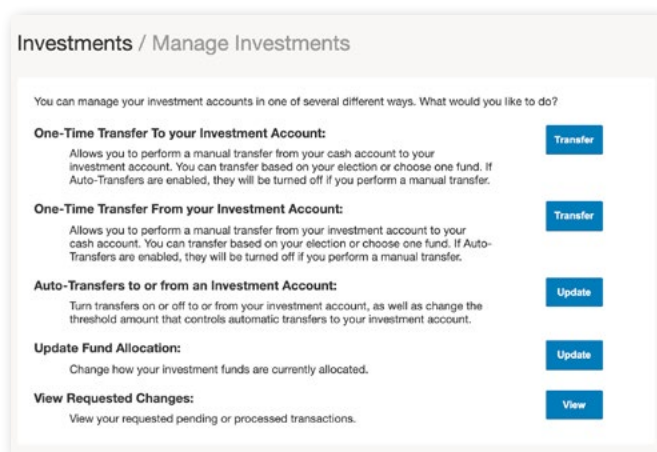 Investments / Manage Investments
You can manage your investment accounts in one of several different ways. What would you like to do?
One-Time Transfer To your Investment Account:
Transfer
Allows you to perform a manual transfer from your cash account to your
investment account. You can transfer based on your election or choose one fund. If
Auto-Transfers are enabled, they will be turned off if you perform a manual transfer.
One-Time Transfer From your Investment Account:
Transfer
Allows you to perform a manual transfer from your investment account to your
cash account. You can transfer based on your election or choose one fund. If Auto-
Transfers are enabled, they will be turned off if you perform a manual transfer.
Auto-Transfers to or from an Investment Account:
Update
Turn transfers on or off to or from your investment account, as well as change the
threshold amount that controls automatic transfers to your investment account.
Update Fund Allocation:
Update
Change how your investment funds are currently allocated.
View Requested Changes:
View
View your requested pending or processed transactions.